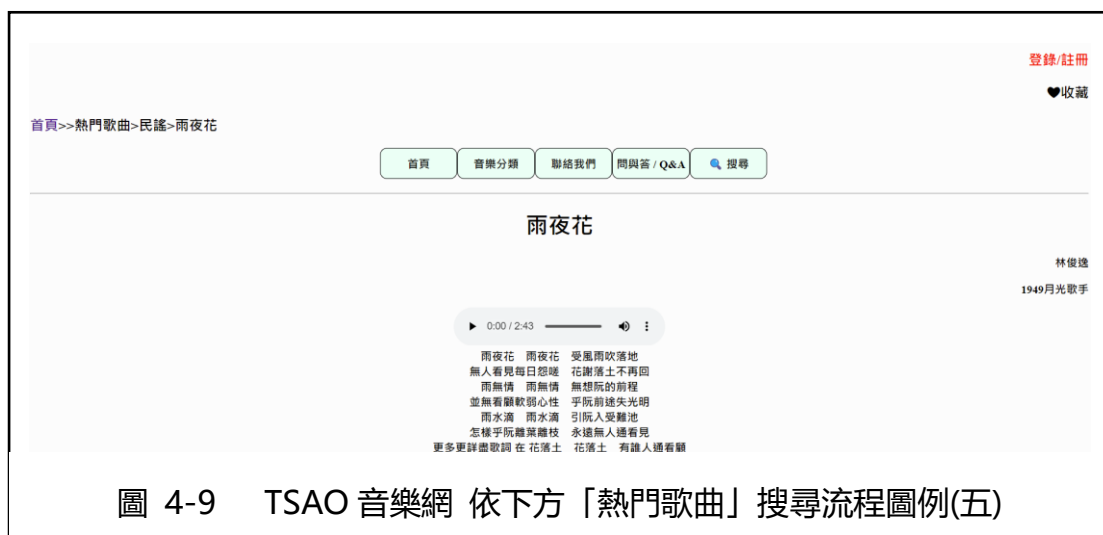 登錄/註冊
♥收藏
首頁>>熱門歌曲>民謠>雨夜花
首頁 音樂分類 聯絡我們 問與答 / Q&A 🔍 搜尋
雨夜花
林俊逸
1949月光歌手
0:00 / 2:43
雨夜花 雨夜花 受風雨吹落地
無人看見每日怨嗟 花謝落土不再回
雨無情 雨無情 無想阮的前程
並無看顧軟弱心性 乎阮前途失光明
雨水滴 雨水滴 引阮入受難池
怎樣乎阮離葉離枝 永遠無人通看見
更多更詳盡歌詞 在 花落土 花落土 有誰人通看顧
圖 4-9 TSAO 音樂網 依下方「熱門歌曲」搜尋流程圖例(五)